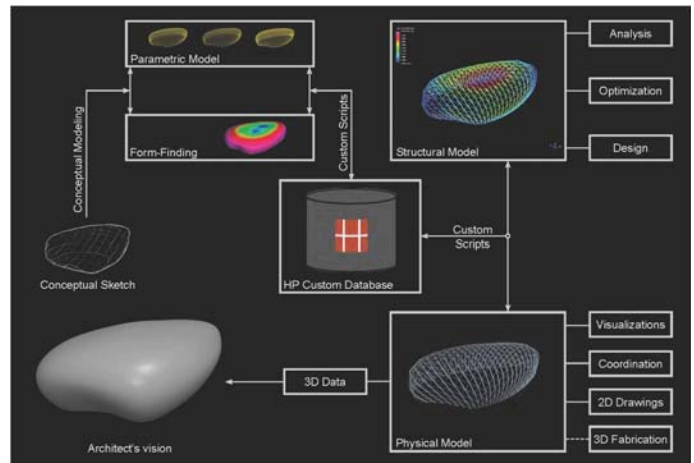 Parametric Model
Form-Finding
Conceptual Modeling
Custom Scripts
Conceptual Sketch
HP Custom Database
Custom
Scripts
Structural Model
Analysis
Optimization
Design
Architect's vision
3D Data
Physical Model
Visualizations
Coordination
2D Drawings
3D Fabrication